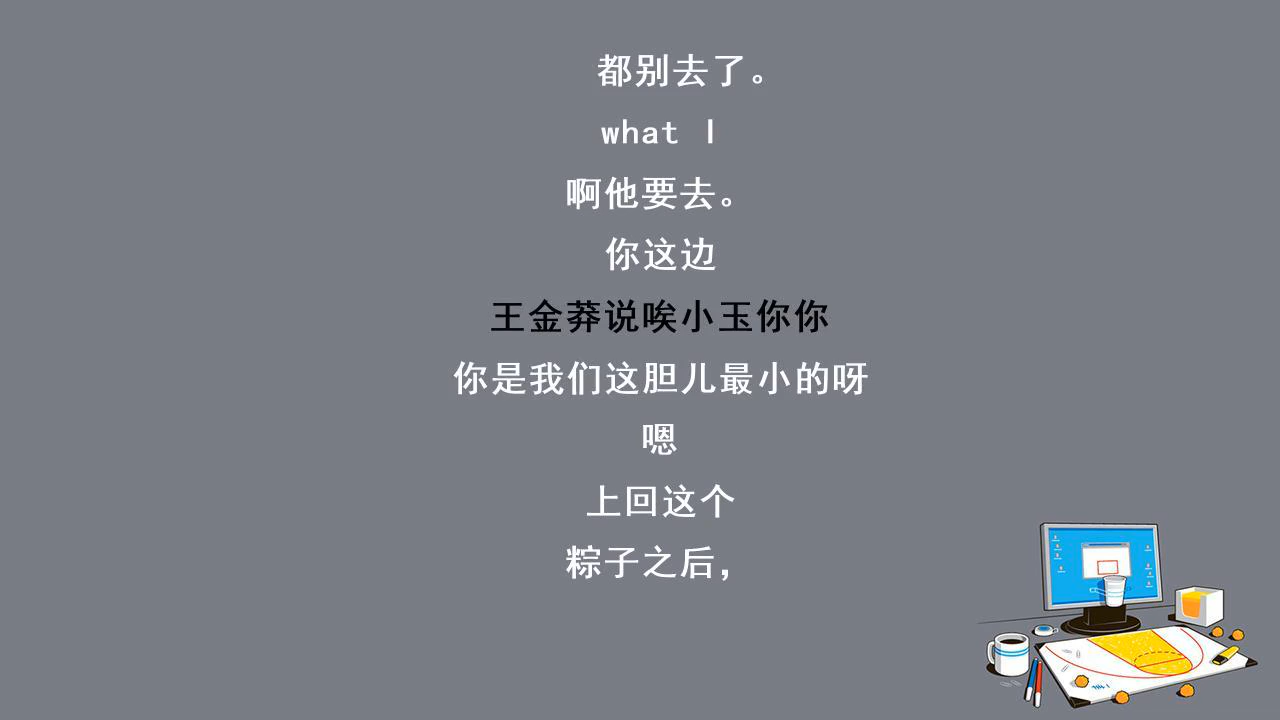 都别去了。
what I
啊他要去。
你这边
王金莽说唉小玉你你
你是我们这胆儿最小的呀
嗯
上回这个
粽子之后，